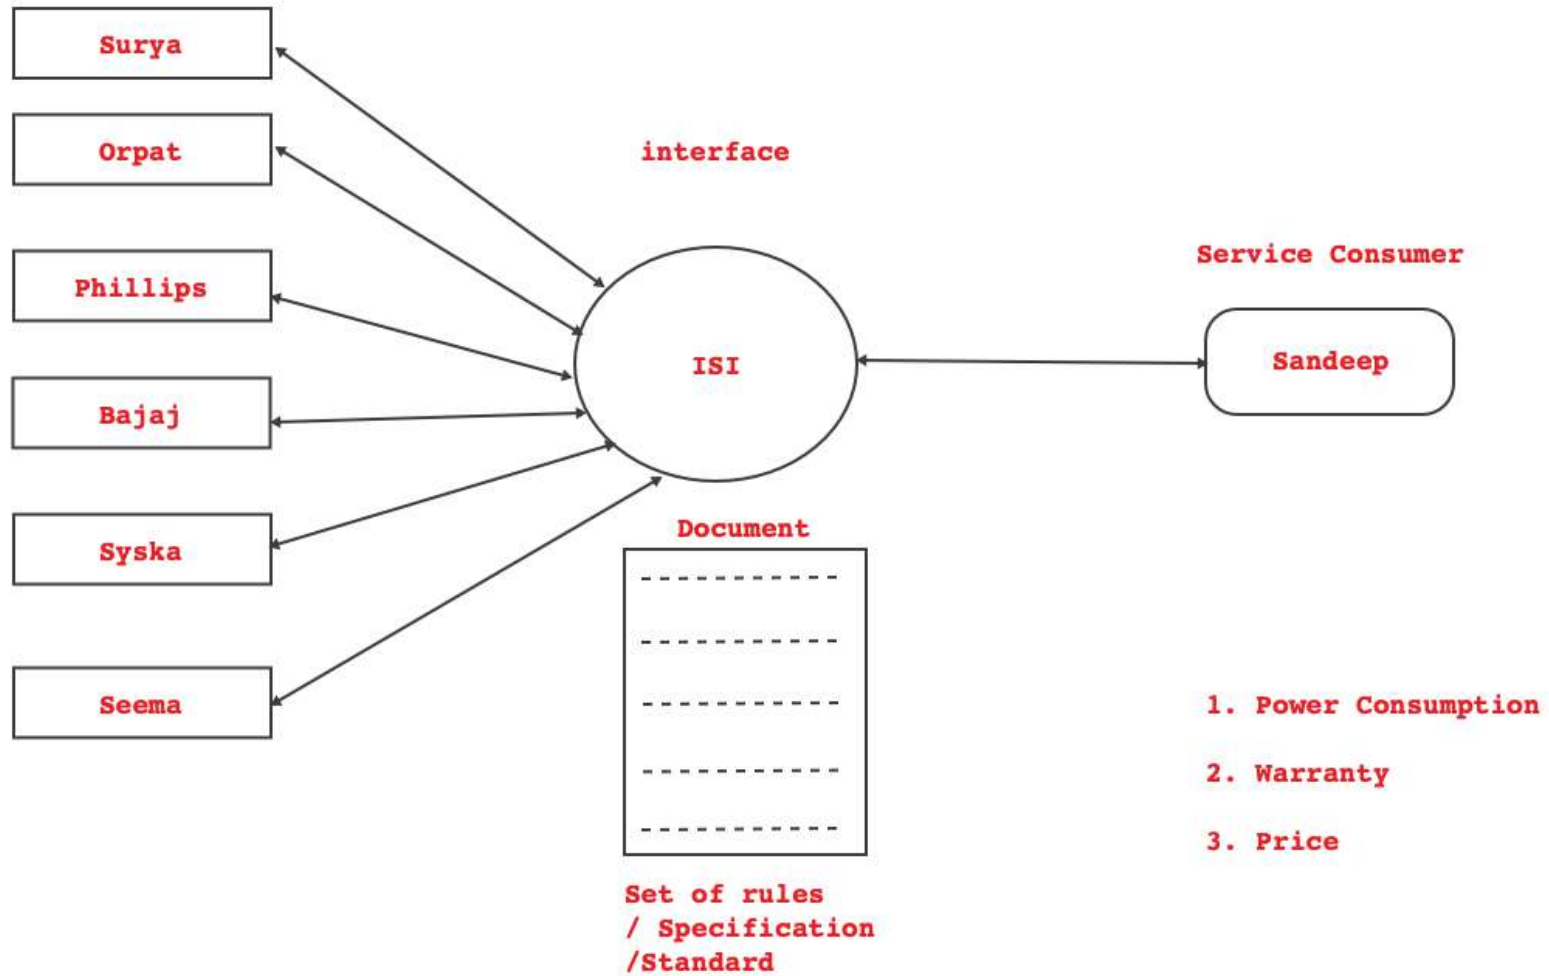 Surya
Orpat
interface
Service Consumer
Phillips
ISI
Sandeep
Bajaj
Document
Syska
Seema
1. Power Consumption
2. Warranty
3. Price
Set of rules
/ Specification
/Standard